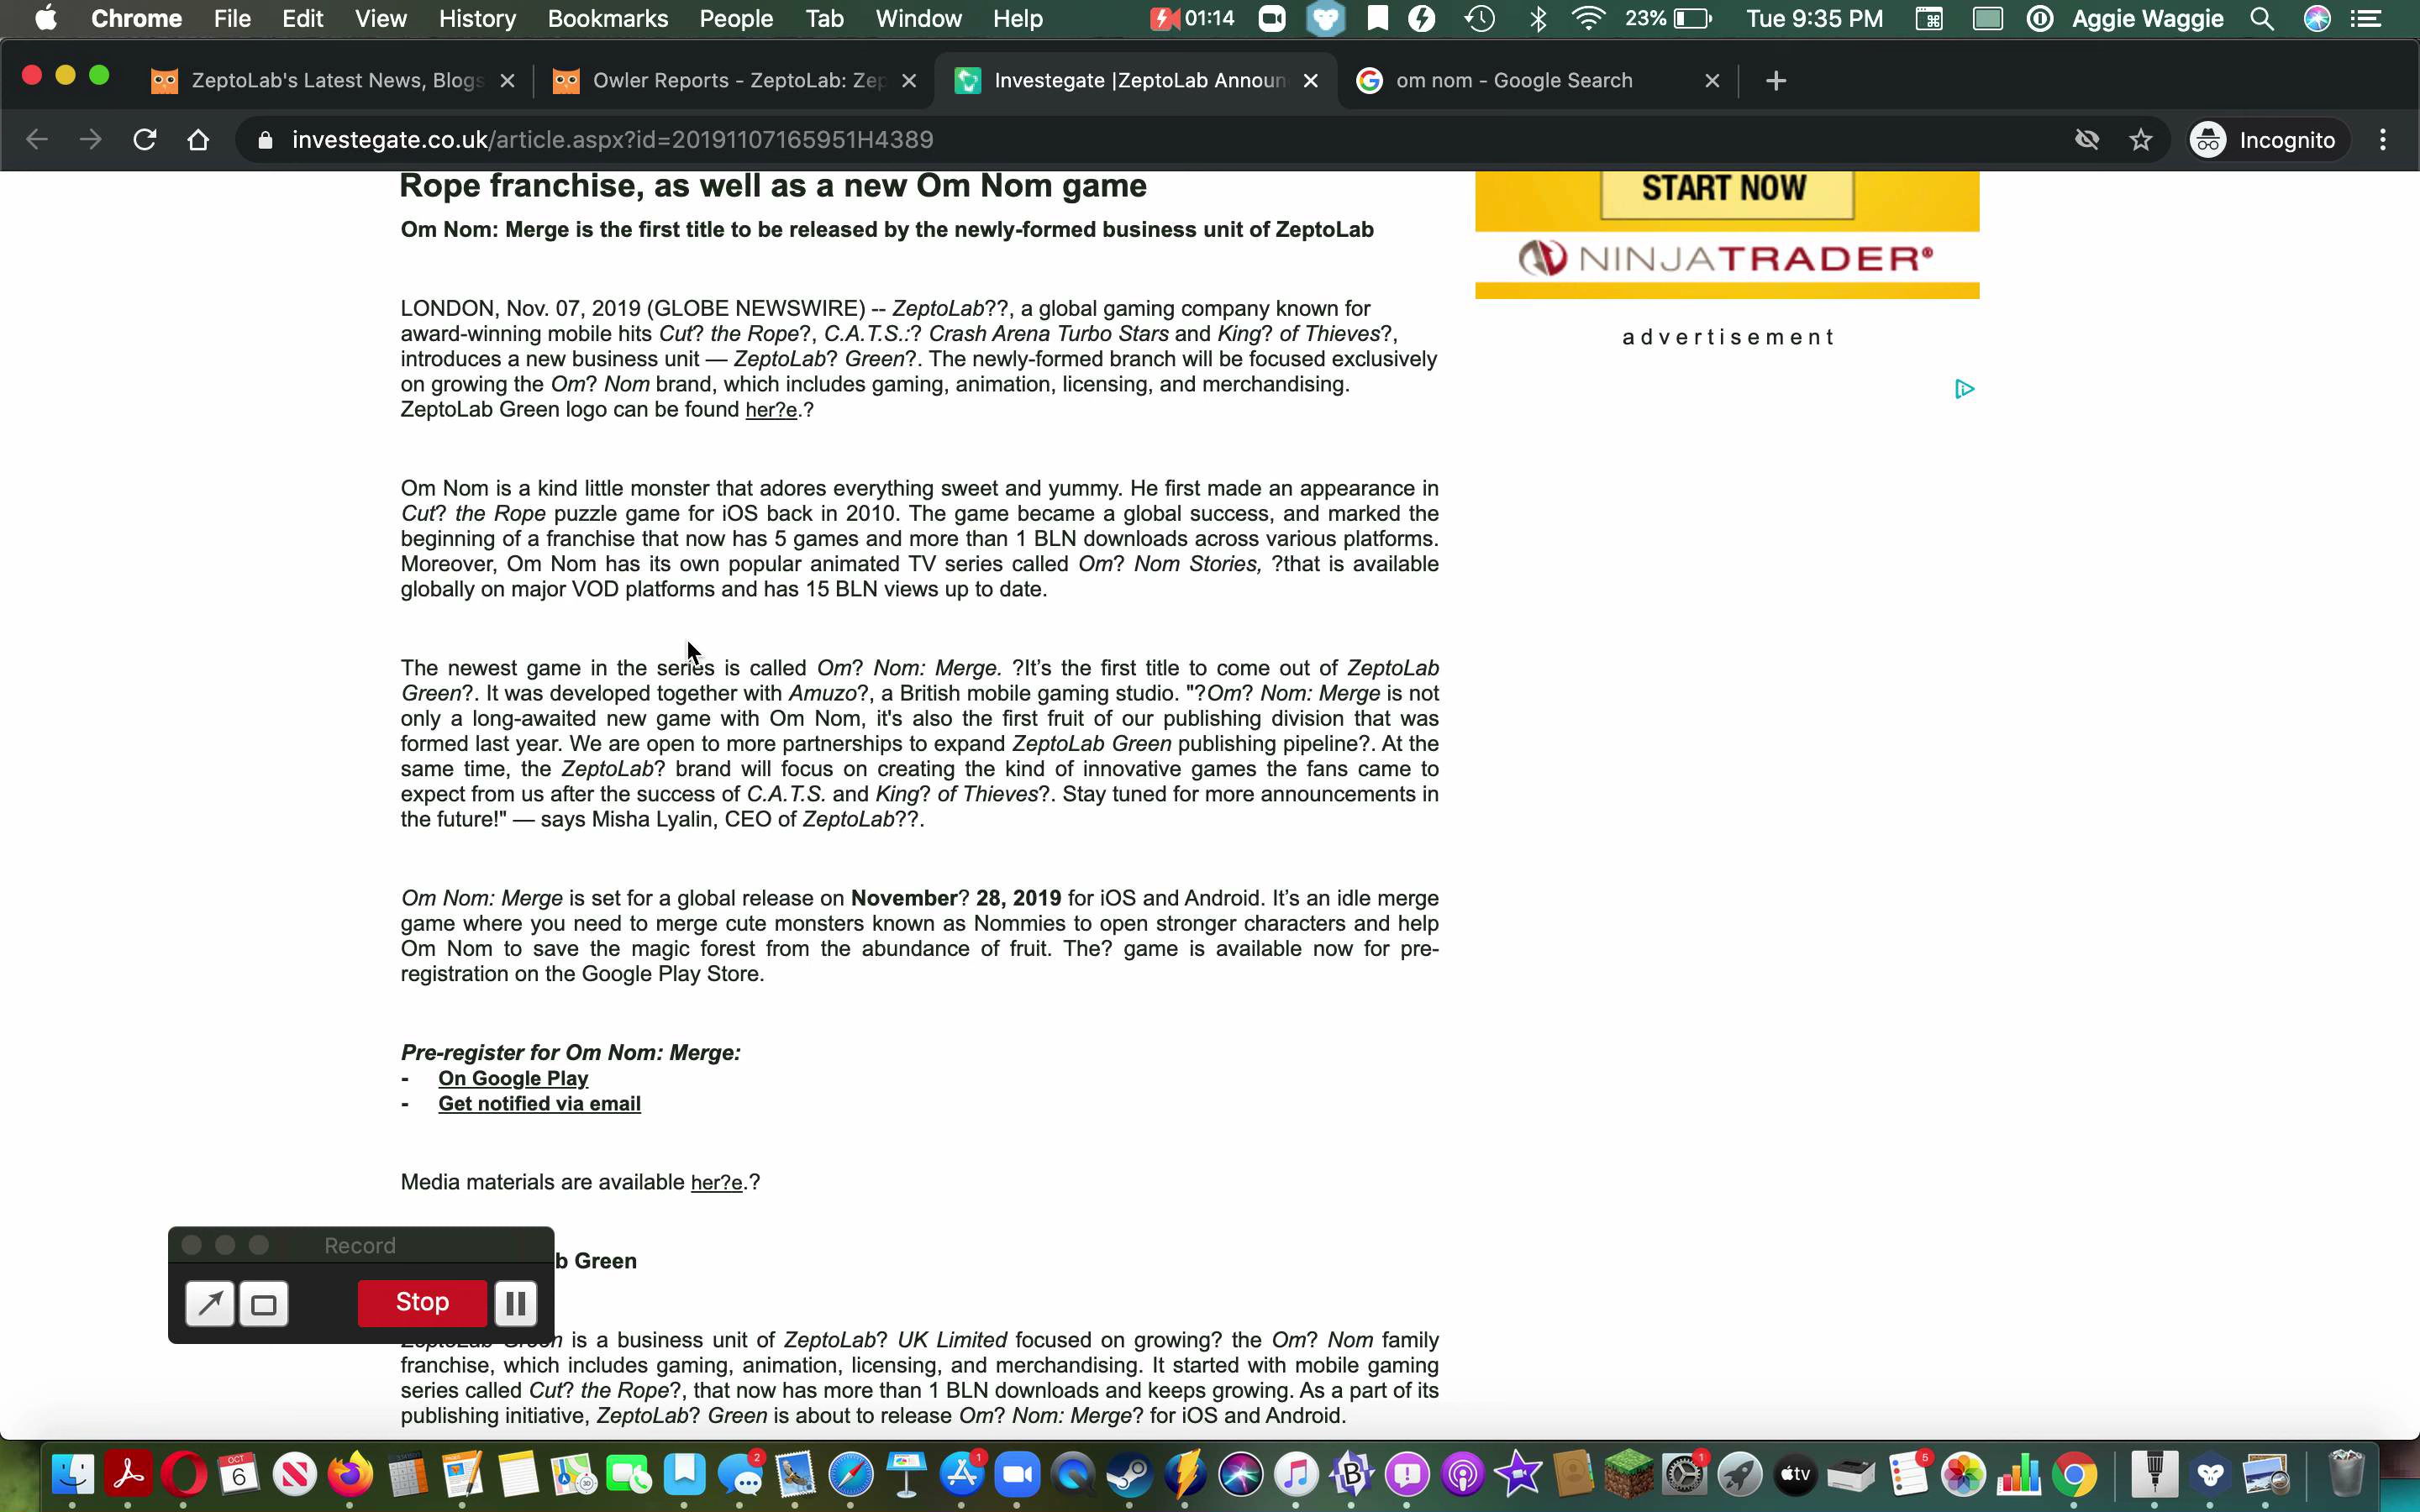 Chrome File Edit View History Bookmarks People Tab Window Help 01:14 23% Tue 9:35 PM Aggie Waggie
ZeptoLab's Latest News, Blogs
Owler Reports - ZeptoLab: Zep
Investegate |ZeptoLab Announ
om nom - Google Search
investegate.co.uk/article.aspx?id=20191107165951H4389
Incognito
Rope franchise, as well as a new Om Nom game
Om Nom: Merge is the first title to be released by the newly-formed business unit of ZeptoLab
LONDON, Nov. 07, 2019 (GLOBE NEWSWIRE) -- ZeptoLab??, a global gaming company known for
award-winning mobile hits Cut? the Rope?, C.A.T.S.:? Crash Arena Turbo Stars and King? of Thieves?,
introduces a new business unit — ZeptoLab? Green?. The newly-formed branch will be focused exclusively
on growing the Om? Nom brand, which includes gaming, animation, licensing, and merchandising.
ZeptoLab Green logo can be found her?e.?
Om Nom is a kind little monster that adores everything sweet and yummy. He first made an appearance in
Cut? the Rope puzzle game for iOS back in 2010. The game became a global success, and marked the
beginning of a franchise that now has 5 games and more than 1 BLN downloads across various platforms.
Moreover, Om Nom has its own popular animated TV series called Om? Nom Stories, ?that is available
globally on major VOD platforms and has 15 BLN views up to date.
The newest game in the series is called Om? Nom: Merge. ?It's the first title to come out of ZeptoLab
Green?. It was developed together with Amuzo?, a British mobile gaming studio. "?Om? Nom: Merge is not
only a long-awaited new game with Om Nom, it's also the first fruit of our publishing division that was
formed last year. We are open to more partnerships to expand ZeptoLab Green publishing pipeline?. At the
same time, the ZeptoLab? brand will focus on creating the kind of innovative games the fans came to
expect from us after the success of C.A.T.S. and King? of Thieves?. Stay tuned for more announcements in
the future!" — says Misha Lyalin, CEO of ZeptoLab??.
Om Nom: Merge is set for a global release on November? 28, 2019 for iOS and Android. It's an idle merge
game where you need to merge cute monsters known as Nommies to open stronger characters and help
Om Nom to save the magic forest from the abundance of fruit. The? game is available now for pre-
registration on the Google Play Store.
Pre-register for Om Nom: Merge:
- On Google Play
- Get notified via email
Media materials are available her?e.?
b Green
ZeptoLab Green is a business unit of ZeptoLab? UK Limited focused on growing? the Om? Nom family
franchise, which includes gaming, animation, licensing, and merchandising. It started with mobile gaming
series called Cut? the Rope?, that now has more than 1 BLN downloads and keeps growing. As a part of its
publishing initiative, ZeptoLab? Green is about to release Om? Nom: Merge? for iOS and Android.
START NOW
NINJATRADER®
advertisement
Record
Stop
OCT
6
2
1
tv
1
5